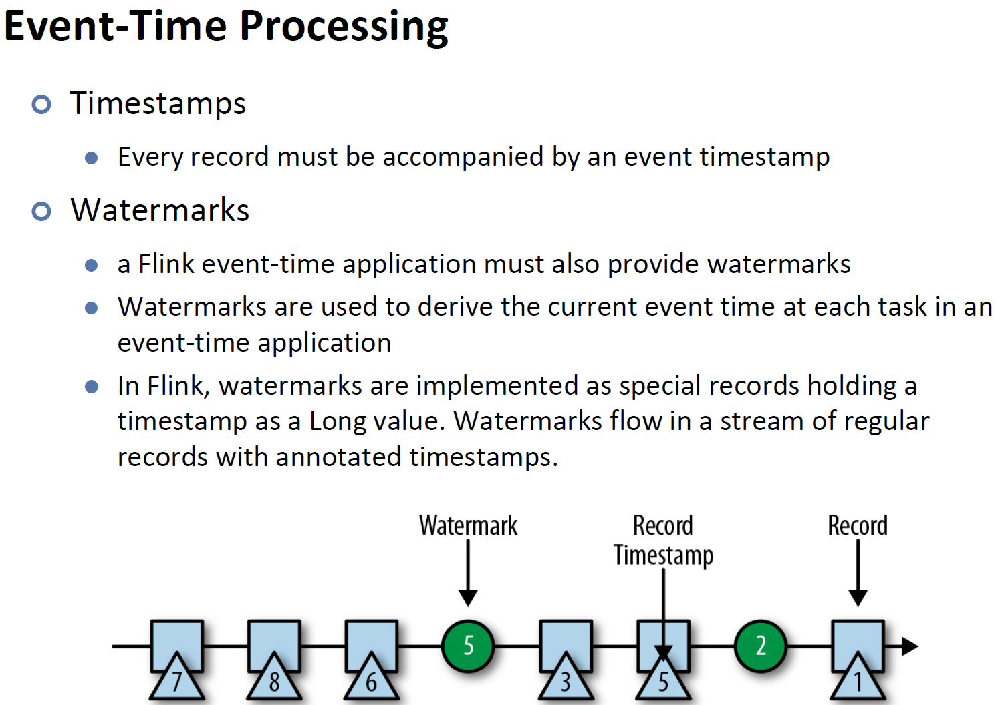 Event-Time Processing
Timestamps
Every record must be accompanied by an event timestamp
Watermarks
a Flink event-time application must also provide watermarks
Watermarks are used to derive the current event time at each task in an
event-time application
In Flink, watermarks are implemented as special records holding a
timestamp as a Long value. Watermarks flow in a stream of regular
records with annotated timestamps.
Watermark
Record
Timestamp
Record
5
2
7
8
6
3
5
1